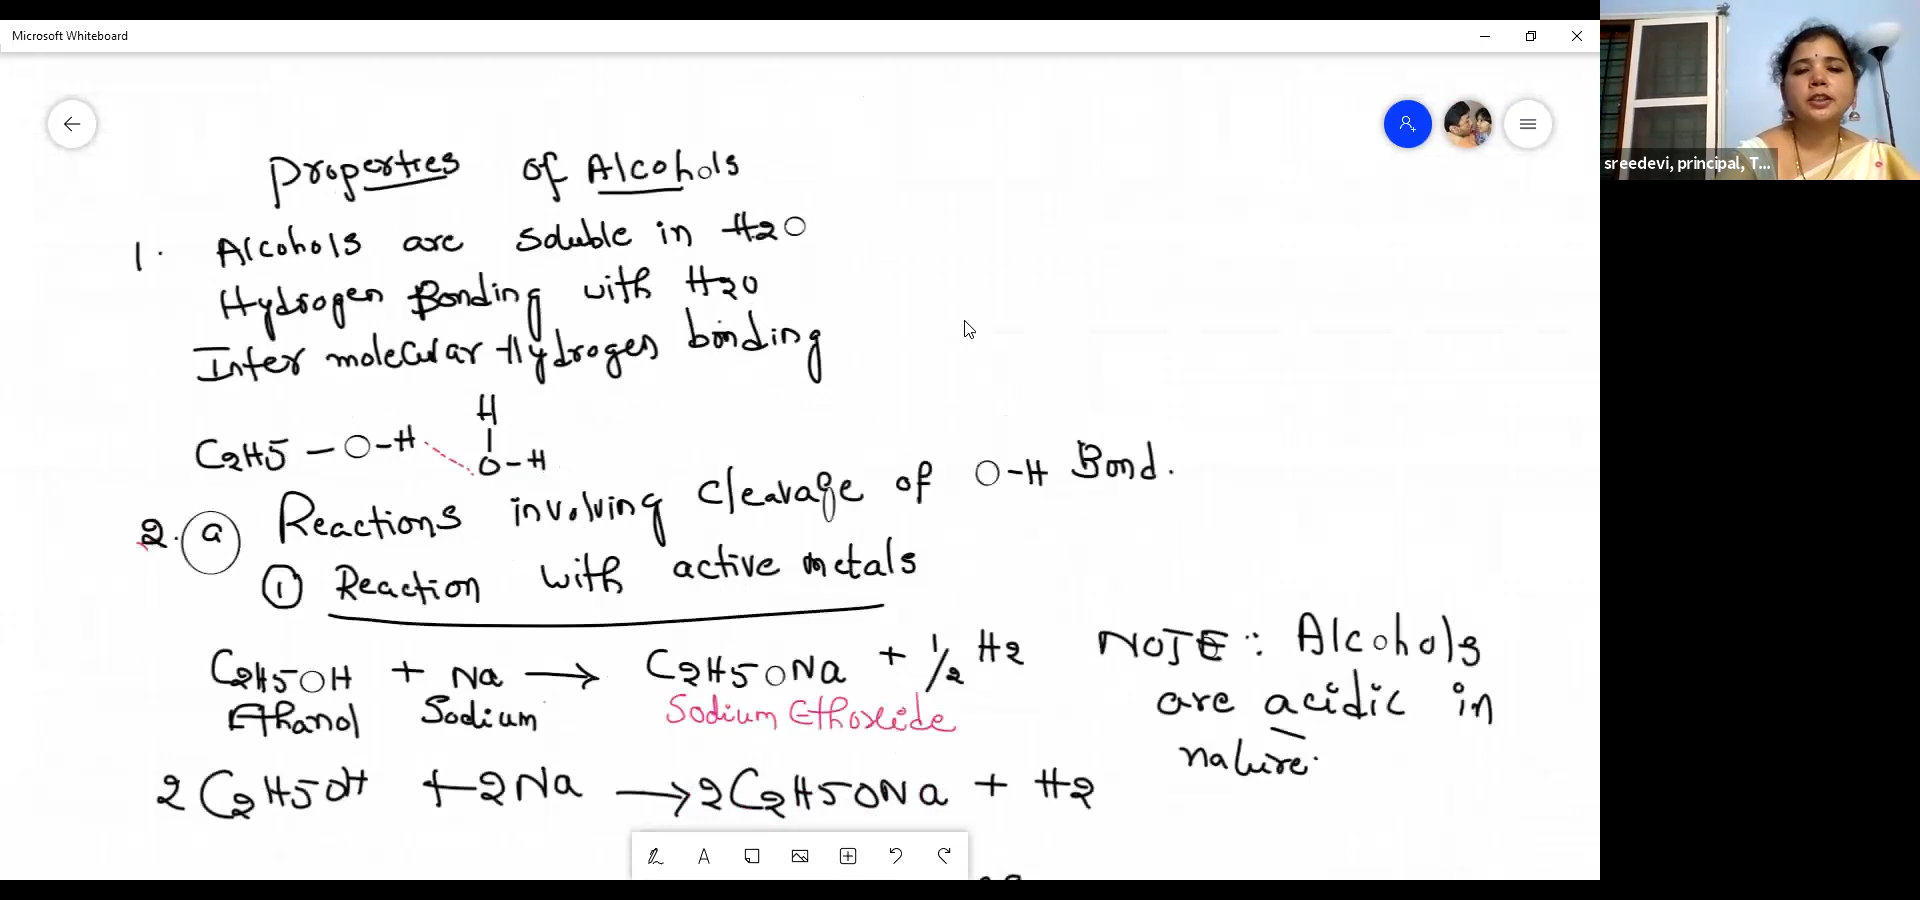 Microsoft Whiteboard
sreedevi, principal, T...
Properties of Alcohols
1. Alcohols are soluble in H2O
Hydrogen Bonding with H2O
Inter molecular Hydrogen bonding
H
C2H5 - O-H
O-H
2. a Reactions involving cleavage of O-H Bond.
1 Reaction with active metals
C2H5OH + Na → C2H5ONa + 1/2 H2
Ethanol Sodium Sodium Ethoxide
NOTE: Alcohols
are acidic in
nature.
2C2H5OH + 2Na → 2C2H5ONa + H2